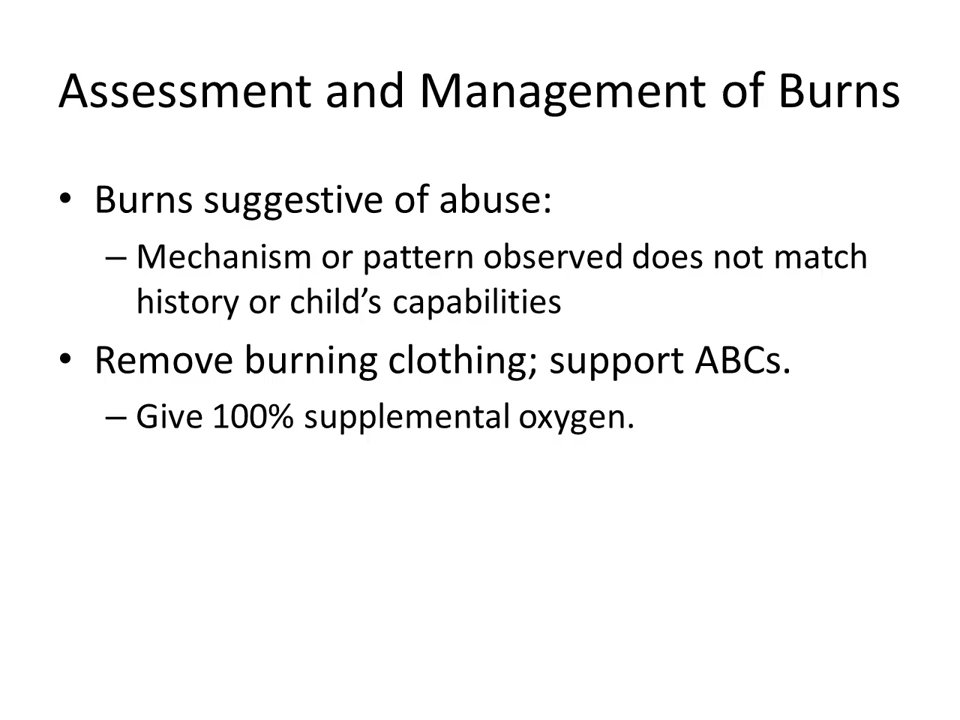 Assessment and Management of Burns
• Burns suggestive of abuse:
– Mechanism or pattern observed does not match
history or child’s capabilities
• Remove burning clothing; support ABCs.
– Give 100% supplemental oxygen.